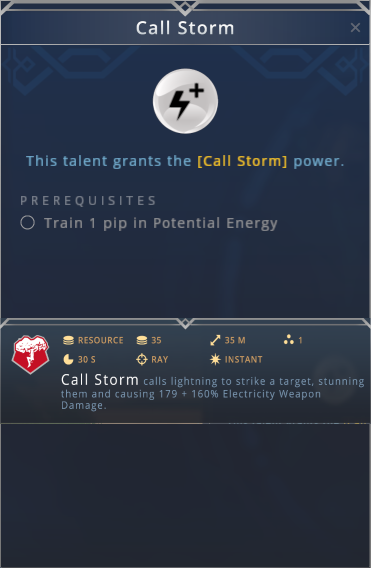 Call Storm
This talent grants the [Call Storm] power.
PREREQUISITES
Train 1 pip in Potential Energy
RESOURCE 35 35 M 1
30 S RAY INSTANT
Call Storm calls lightning to strike a target, stunning
them and causing 179 + 160% Electricity Weapon
Damage.